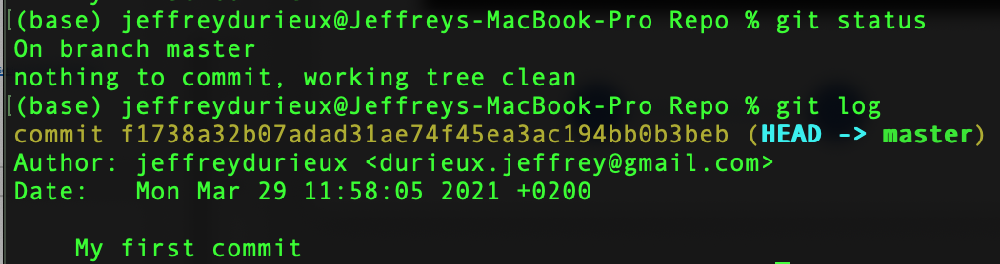 [(base) jeffreydurieux@Jeffreys-MacBook-Pro Repo % git status
On branch master
nothing to commit, working tree clean
[(base) jeffreydurieux@Jeffreys-MacBook-Pro Repo % git log
commit f1738a32b07adad31ae74f45ea3ac194bb0b3beb (HEAD -> master)
Author: jeffreydurieux <durieux.jeffrey@gmail.com>
Date:   Mon Mar 29 11:58:05 2021 +0200
    My first commit